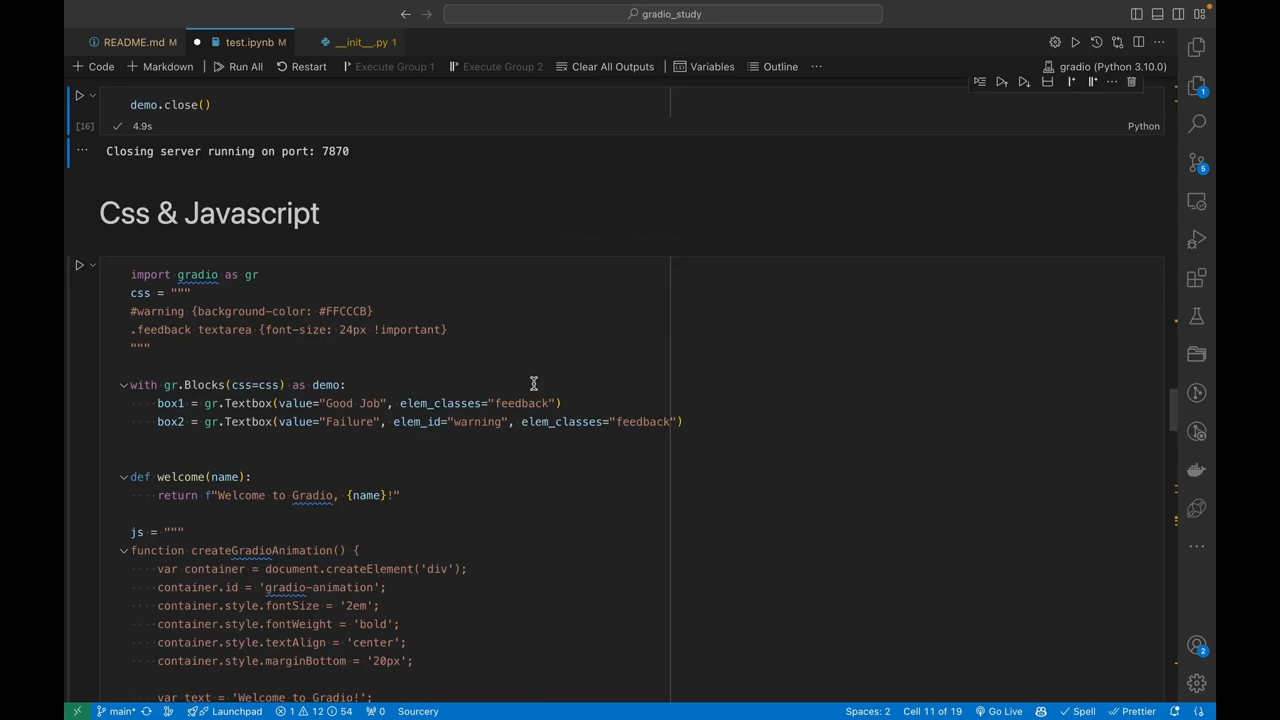 gradio_study
README.md M
test.ipynb M
__init__.py 1
Code
Markdown
Run All
Restart
Execute Group 1
Execute Group 2
Clear All Outputs
Variables
Outline
gradio (Python 3.10.0)
demo.close()
[16]
4.9s
Python
Closing server running on port: 7870
Css & Javascript
import gradio as gr
css = """
#warning {background-color: #FFCCCB}
.feedback textarea {font-size: 24px !important}
"""
with gr.Blocks(css=css) as demo:
box1 = gr.Textbox(value="Good Job", elem_classes="feedback")
box2 = gr.Textbox(value="Failure", elem_id="warning", elem_classes="feedback")
def welcome(name):
return f"Welcome to Gradio, {name}!"
js = """
function createGradioAnimation() {
var container = document.createElement('div');
container.id = 'gradio-animation';
container.style.fontSize = '2em';
container.style.fontWeight = 'bold';
container.style.textAlign = 'center';
container.style.marginBottom = '20px';
var text = 'Welcome to Gradio!';
1
5
2
main*
Launchpad
1 12 54
0
Sourcery
Spaces: 2
Cell 11 of 19
Go Live
Spell
Prettier